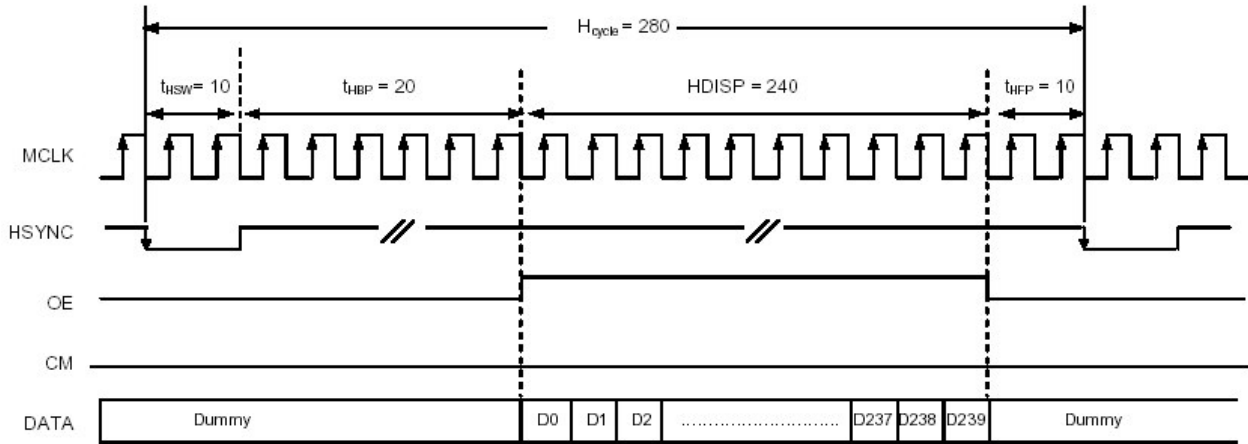 Hcycle = 280
tHSW= 10
tHBP = 20
HDISP = 240
tHFP = 10
MCLK
HSYNC
OE
CM
DATA
Dummy
D0
D1
D2
..............................
D237
D238
D239
Dummy